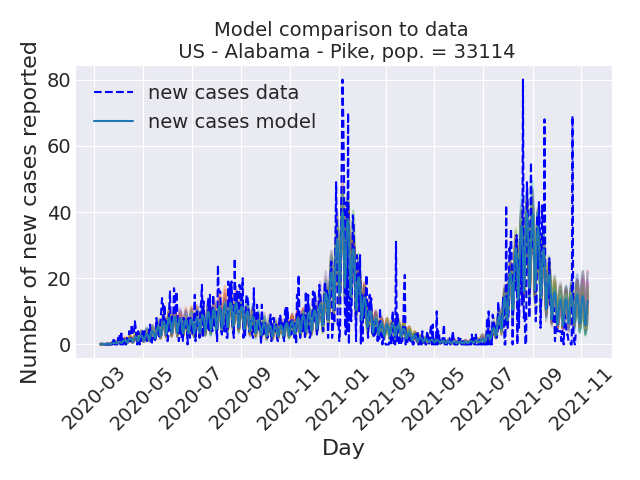 Model comparison to data
US - Alabama - Pike, pop. = 33114
Number of new cases reported
80
60
40
20
0
new cases data
new cases model
2020-03
2020-05
2020-07
2020-09
2020-11
2021-01
2021-03
2021-05
2021-07
2021-09
2021-11
Day